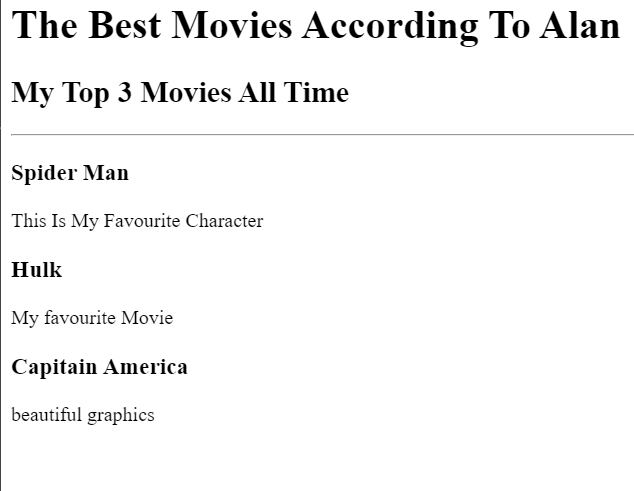 The Best Movies According To Alan
My Top 3 Movies All Time
Spider Man
This Is My Favourite Character
Hulk
My favourite Movie
Capitain America
beautiful graphics